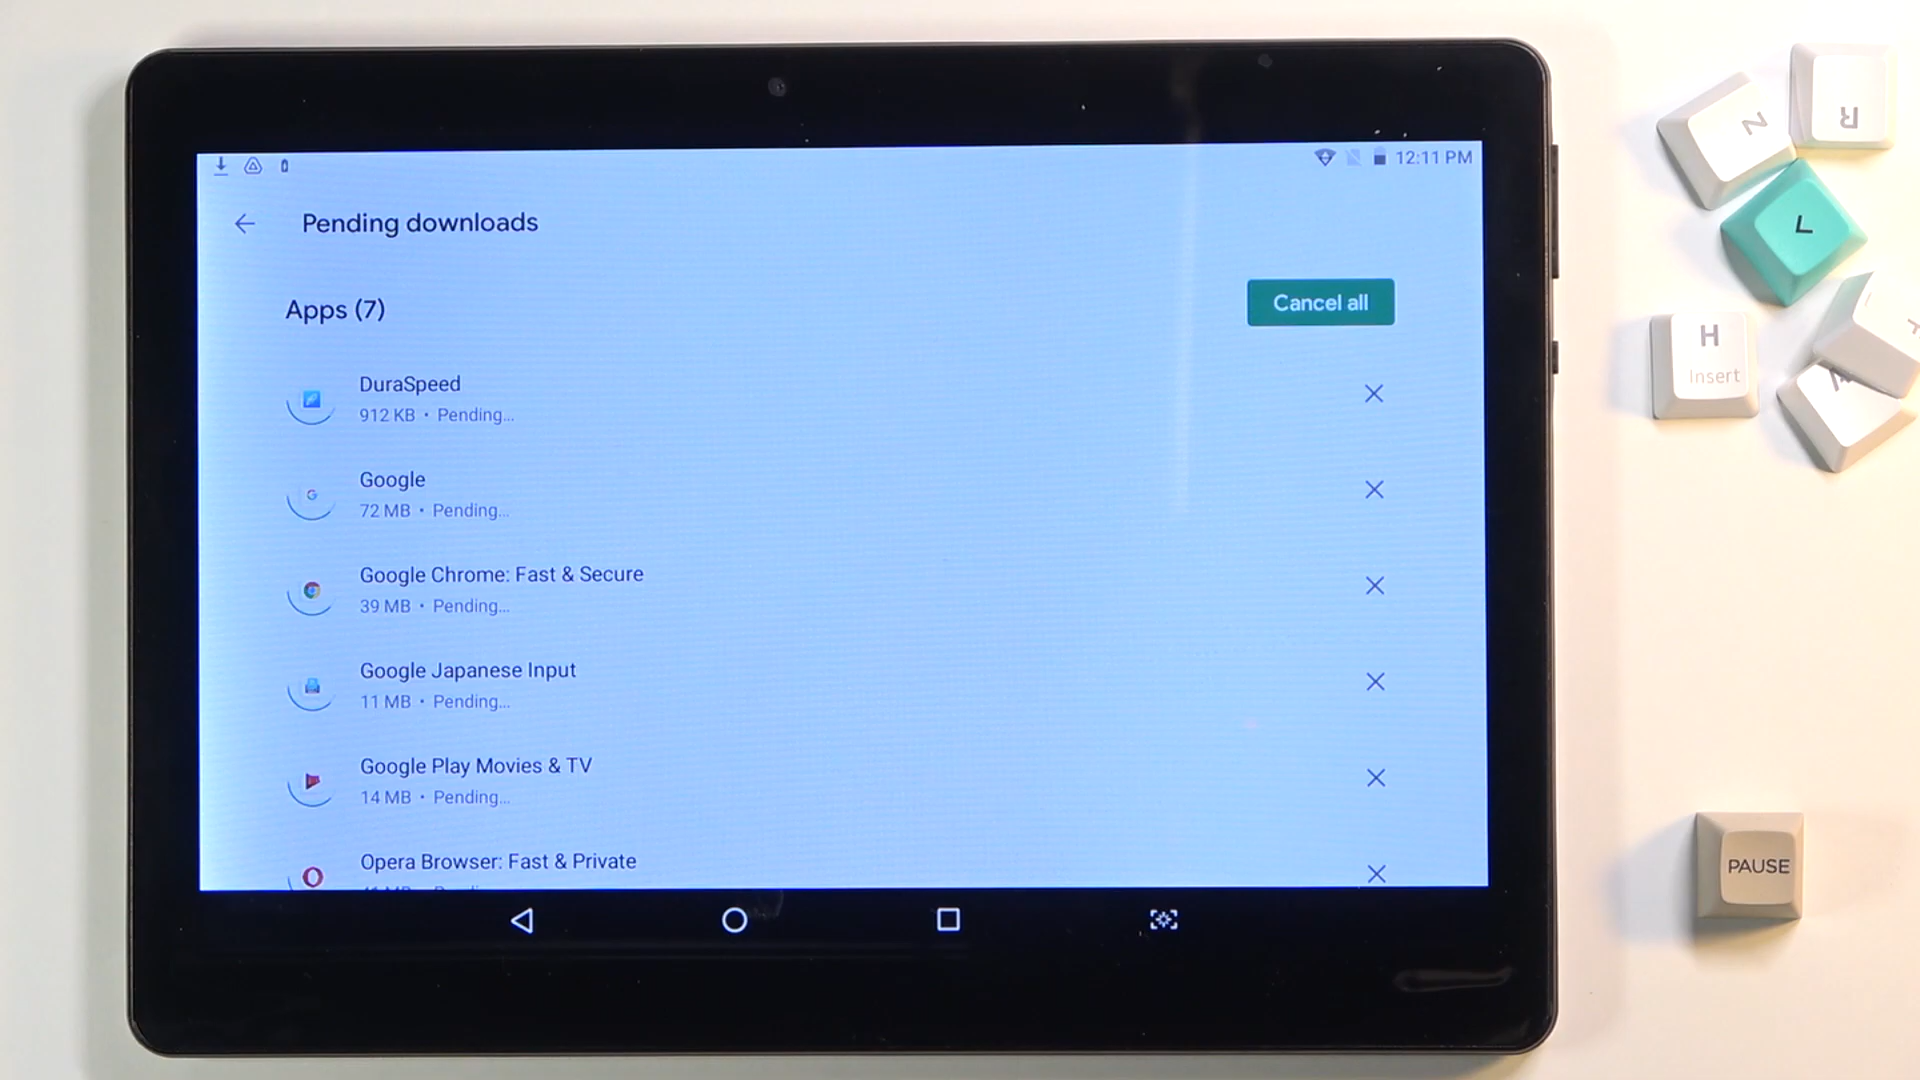 12:11 PM
Pending downloads
Apps (7)
Cancel all
DuraSpeed
912 KB • Pending...
Google
72 MB • Pending...
Google Chrome: Fast & Secure
39 MB • Pending...
Google Japanese Input
11 MB • Pending...
Google Play Movies & TV
14 MB • Pending...
Opera Browser: Fast & Private
N
R
L
H
Insert
PAUSE